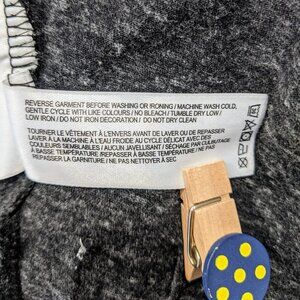 REVERSE GARMENT BEFORE WASHING OR IRONING / MACHINE WASH COLD,
GENTLE CYCLE WITH LIKE COLOURS / NO BLEACH / TUMBLE DRY LOW /
LOW IRON / DO NOT IRON DECORATION / DO NOT DRY CLEAN
TOURNER LE VÊTEMENT À L'ENVERS AVANT DE LAVER OU DE REPASSER
LAVER À LA MACHINE À L'EAU FROIDE AU CYCLE DÉLICAT AVEC DES
COULEURS SEMBLABLES / AUCUN JAVELLISANT / SÉCHAGE PAR CULBUTAGE
À BASSE TEMPÉRATURE / REPASSER À BASSE TEMPÉRATURE / NE PAS
REPASSER LA GARNITURE / NE PAS NETTOYER À SEC